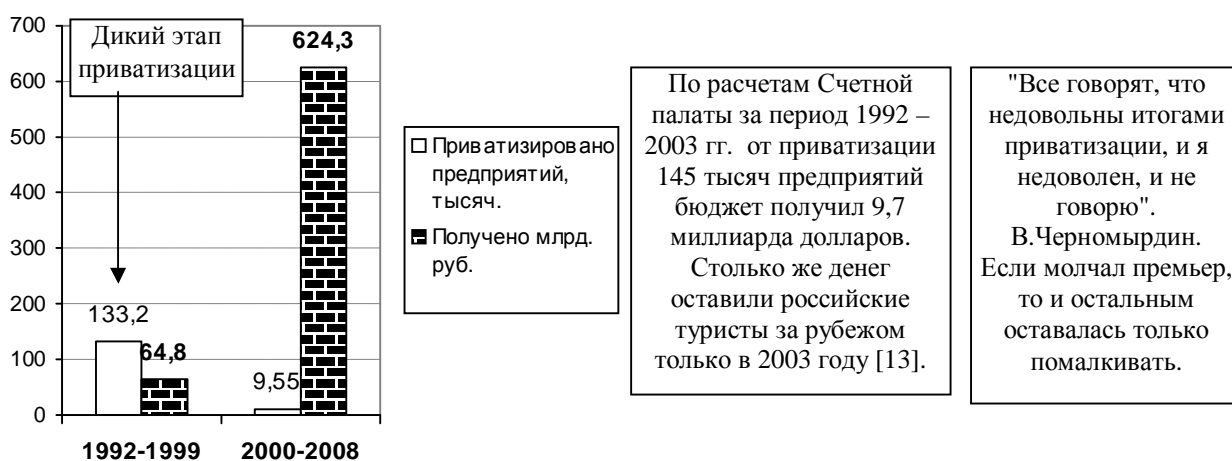 700
600
500
400
300
200
100
0
Дикий этап
приватизации
133,2
64,8
9,55
624,3
1992-1999
2000-2008
Приватизировано
предприятий,
тысяч.
Получено млрд.
руб.
По расчетам Счетной
палаты за период 1992 –
2003 гг. от приватизации
145 тысяч предприятий
бюджет получил 9,7
миллиарда долларов.
Столько же денег
оставили российские
туристы за рубежом
только в 2003 году [13].
"Все говорят, что
недовольны итогами
приватизации, и я
недоволен, и не
говорю".
В.Черномырдин.
Если молчал премьер,
то и остальным
оставалась только
помалкивать.